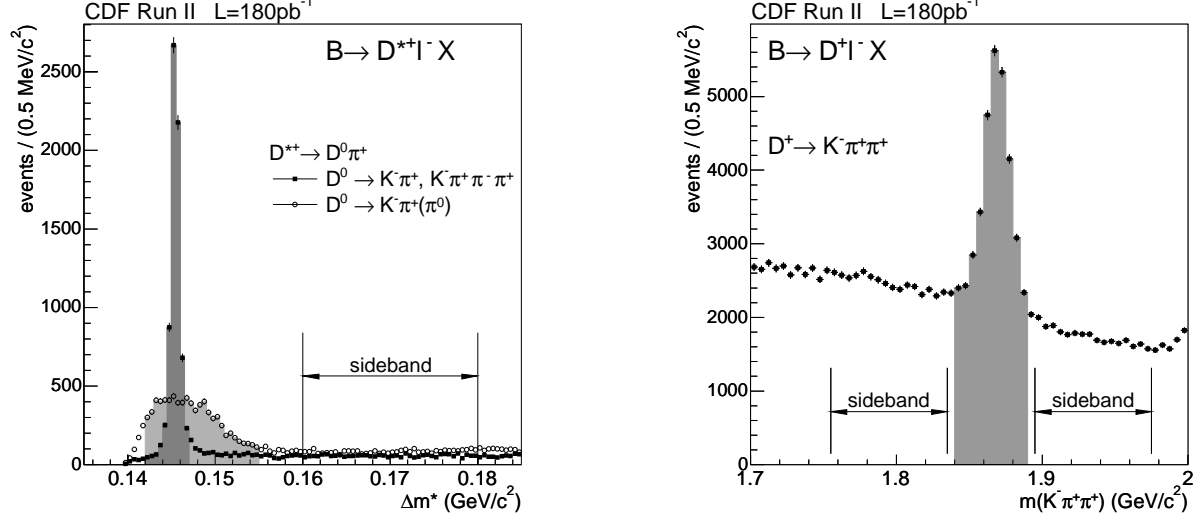 CDF Run II L=180pb⁻¹
B→ D*⁺l⁻ X
D*⁺→ D⁰π⁺
D⁰ → K⁻π⁺, K⁻π⁺π⁻π⁺
D⁰ → K⁻π⁺(π⁰)
sideband
events / (0.5 MeV/c²)
2500
2000
1500
1000
500
0
0.14 0.15 0.16 0.17 0.18
Δm* (GeV/c²)
CDF Run II L=180pb⁻¹
B→ D⁺l⁻ X
D⁺→ K⁻π⁺π⁺
sideband sideband
events / (0.5 MeV/c²)
5000
4000
3000
2000
1000
0
1.7 1.8 1.9 2
m(K⁻π⁺π⁺) (GeV/c²)